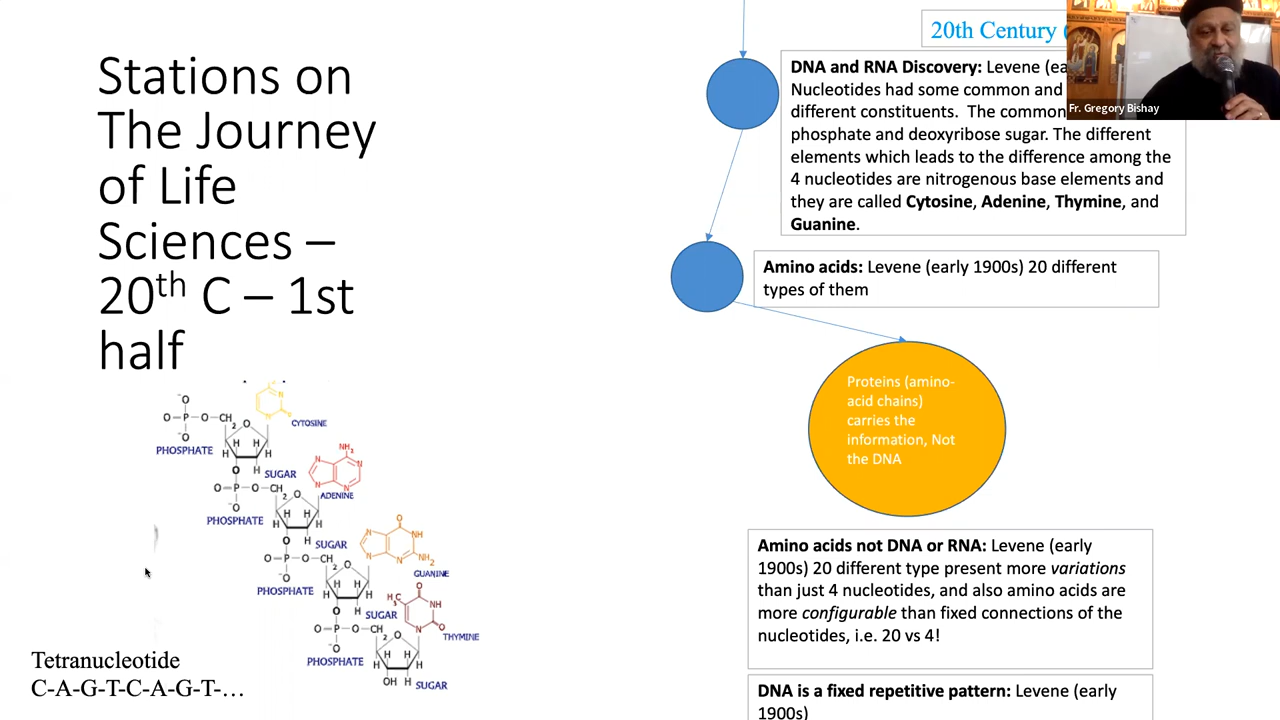 Stations on
The Journey
of Life
Sciences –
20th C – 1st
half
20th Century
DNA and RNA Discovery: Levene
Nucleotides had some common and
different constituents. The common
phosphate and deoxyribose sugar. The different
elements which leads to the difference among the
4 nucleotides are nitrogenous base elements and
they are called Cytosine, Adenine, Thymine, and
Guanine.
Fr. Gregory Bishay
Amino acids: Levene (early 1900s) 20 different
types of them
Proteins (amino-
acid chains)
carries the
information, Not
the DNA
Amino acids not DNA or RNA: Levene (early
1900s) 20 different type present more variations
than just 4 nucleotides, and also amino acids are
more configurable than fixed connections of the
nucleotides, i.e. 20 vs 4!
DNA is a fixed repetitive pattern: Levene (early
1900s)
CYTOSINE
PHOSPHATE
SUGAR
ADENINE
PHOSPHATE
SUGAR
GUANINE
PHOSPHATE
SUGAR
THYMINE
PHOSPHATE
SUGAR
Tetranucleotide
C-A-G-T-C-A-G-T-…